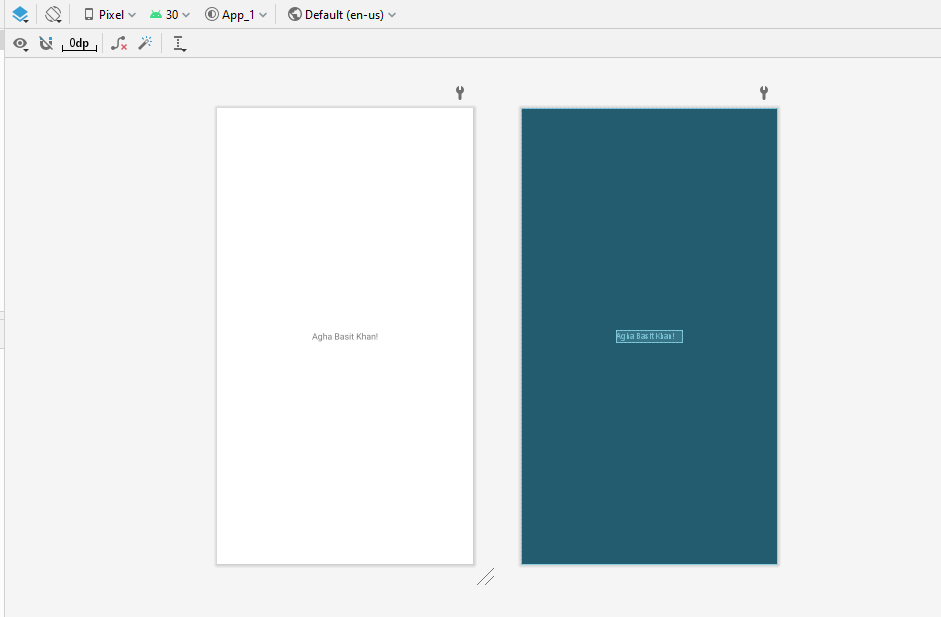 Pixel 30 App_1 Default (en-us)
0dp
Agha Basit Khan! Agha Basit Khan!